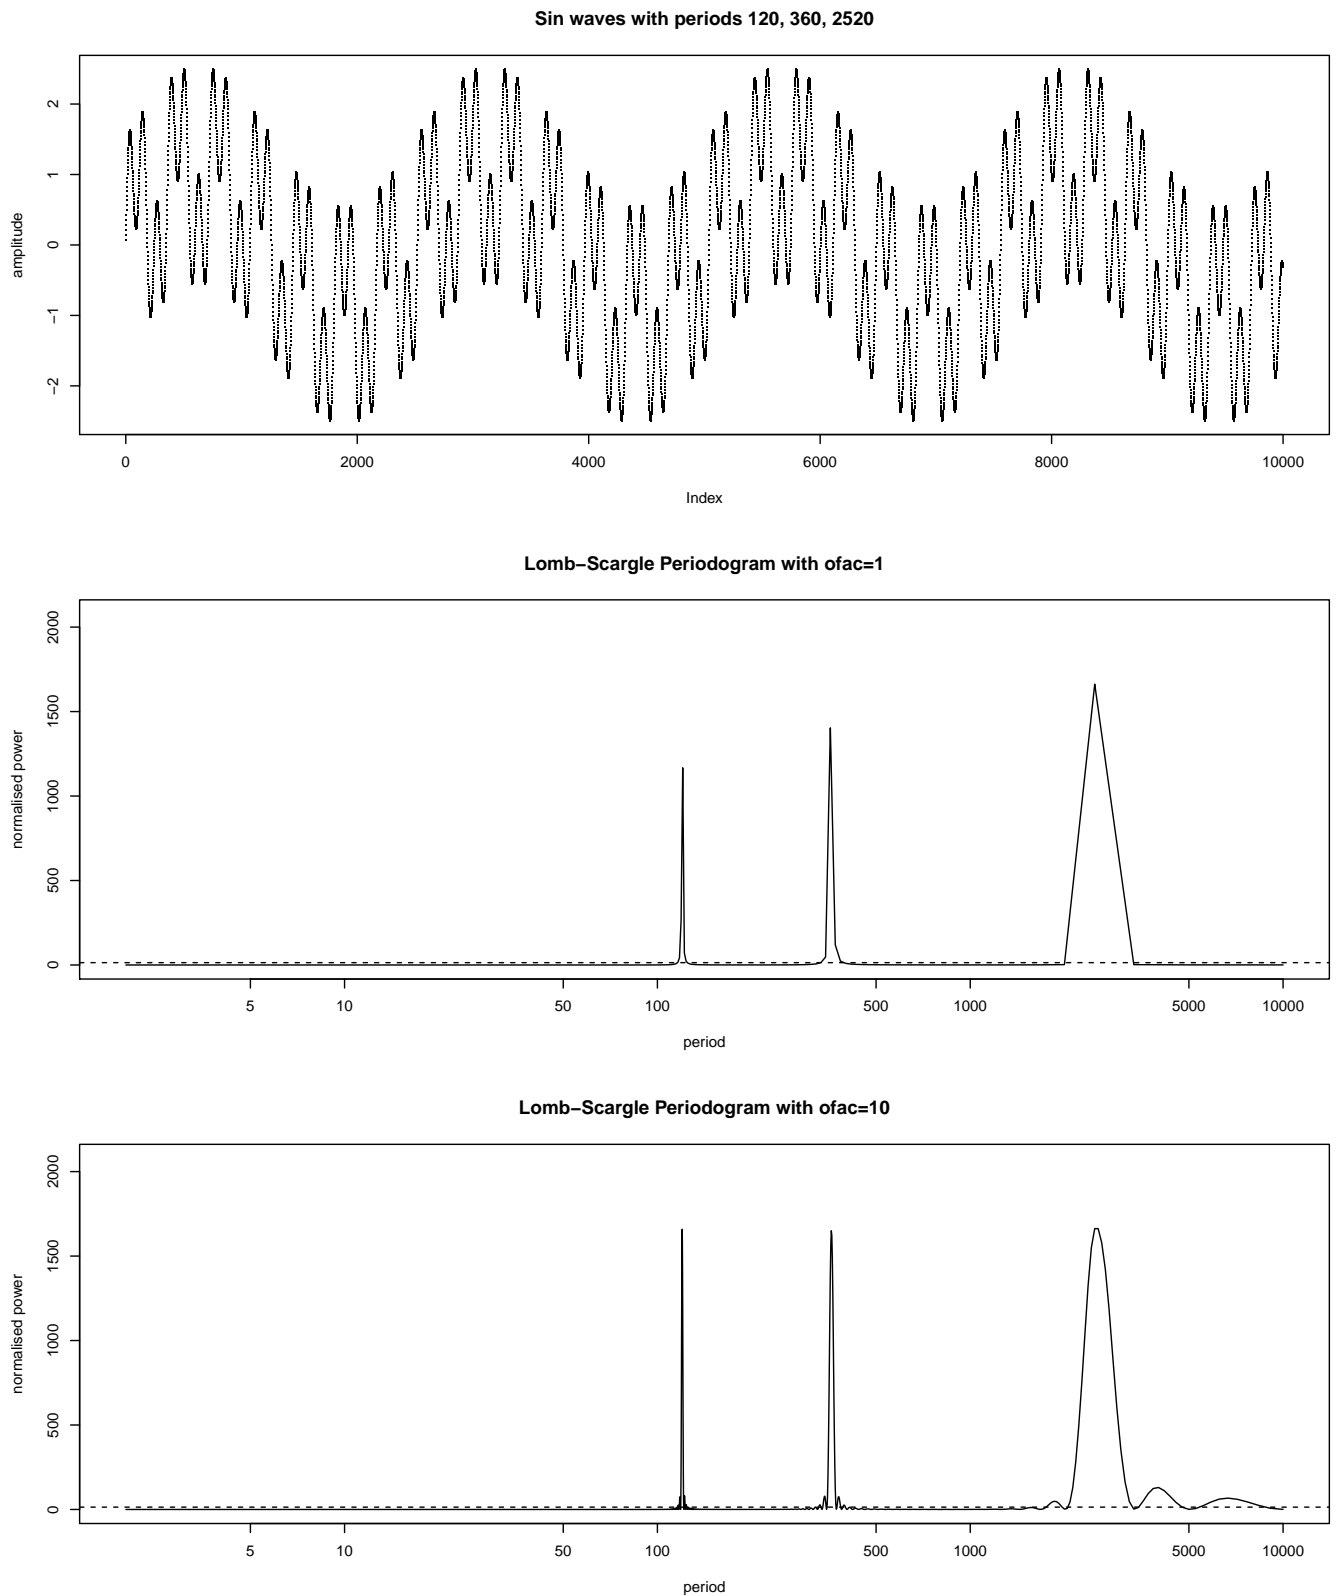 Sin waves with periods 120, 360, 2520
amplitude
2
1
0
−1
−2
0 2000 4000 6000 8000 10000
Index
Lomb−Scargle Periodogram with ofac=1
normalised power
2000
1500
1000
500
0
5 10 50 100 500 1000 5000 10000
period
Lomb−Scargle Periodogram with ofac=10
normalised power
2000
1500
1000
500
0
5 10 50 100 500 1000 5000 10000
period